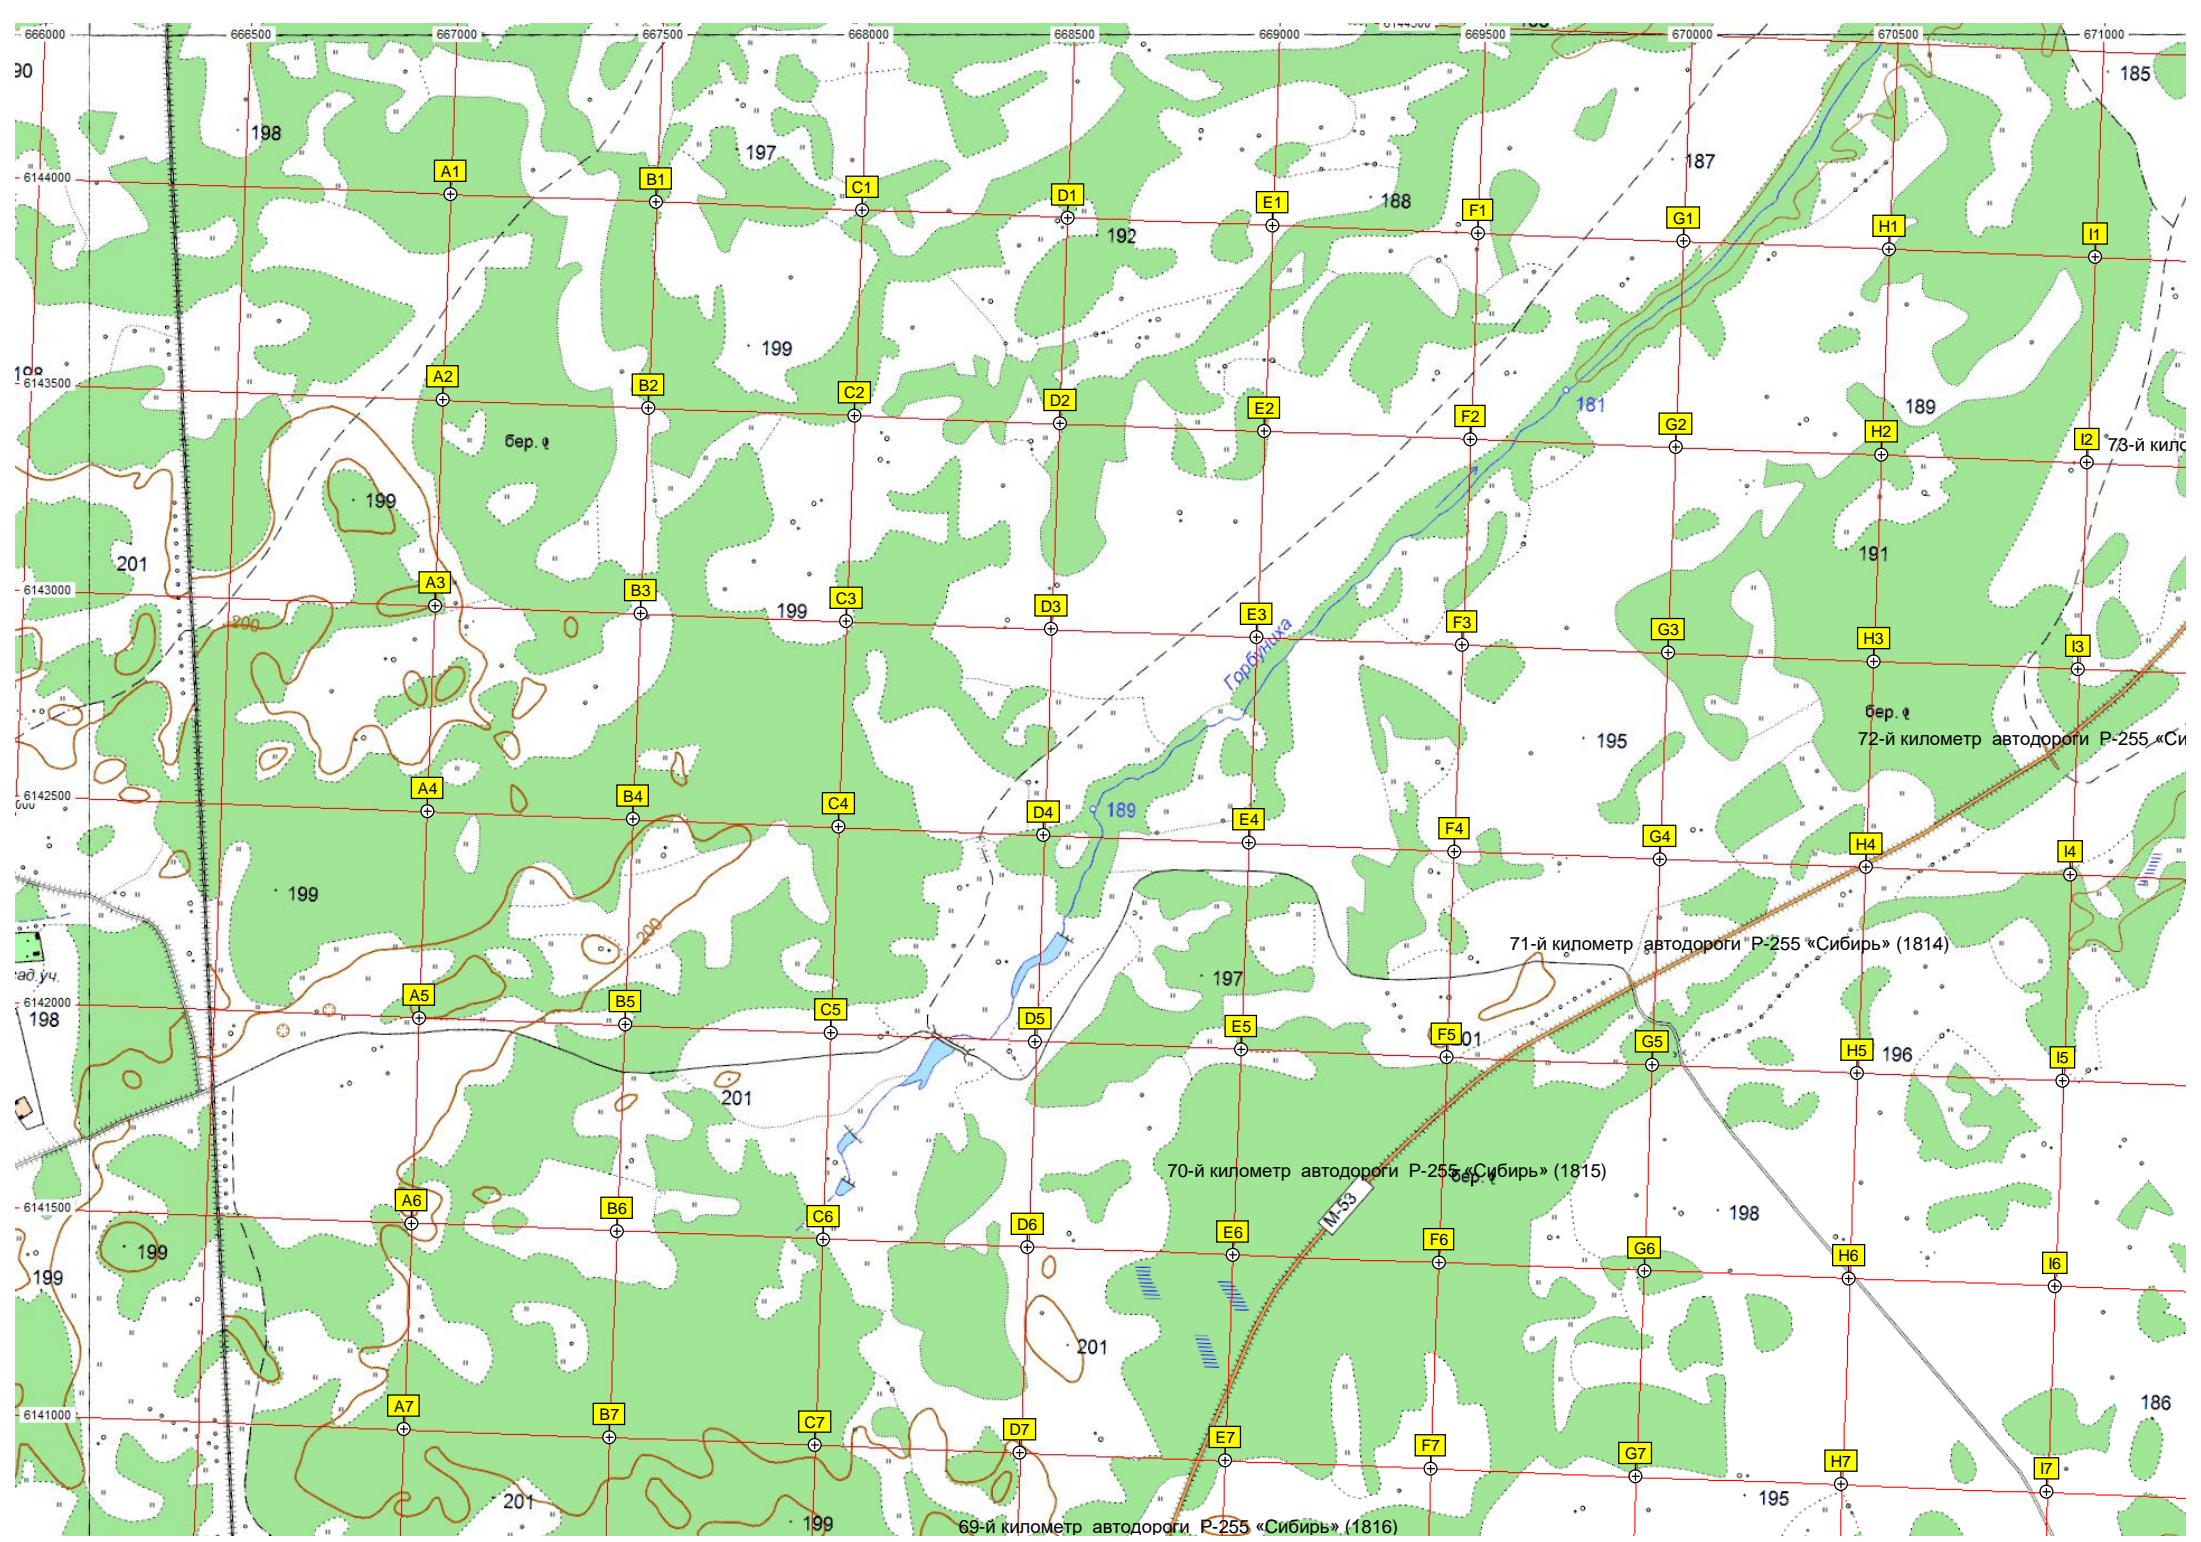 6144500
666000 666500 667000 667500 668000 668500 669000 669500 670000 670500 671000
90 185
198 197 187
A1 B1 C1 D1 E1 F1 G1 H1 I1
6144000
188
192
199
6143500
A2 B2 C2 D2 E2 F2 G2 H2 I2
181 189
бер. 73-й кило
199
191
201
6143000
A3 B3 C3 D3 E3 F3 G3 H3 I3
199
200
Горбуниха
бер.
195
72-й километр автодороги Р-255 «Си
6142500
A4 B4 C4 D4 E4 F4 G4 H4 I4
189
199
200
71-й километр автодороги Р-255 «Сибирь» (1814)
ад.уч.
197
6142000
198
A5 B5 C5 D5 E5 F5 G5 H5 I5
01
196
201
70-й километр автодороги Р-255 «Сибирь» (1815)
бер.
М-53
198
6141500
A6 B6 C6 D6 E6 F6 G6 H6 I6
199
199
201
186
6141000
A7 B7 C7 D7 E7 F7 G7 H7 I7
201
195
199
69-й километр автодороги Р-255 «Сибирь» (1816)